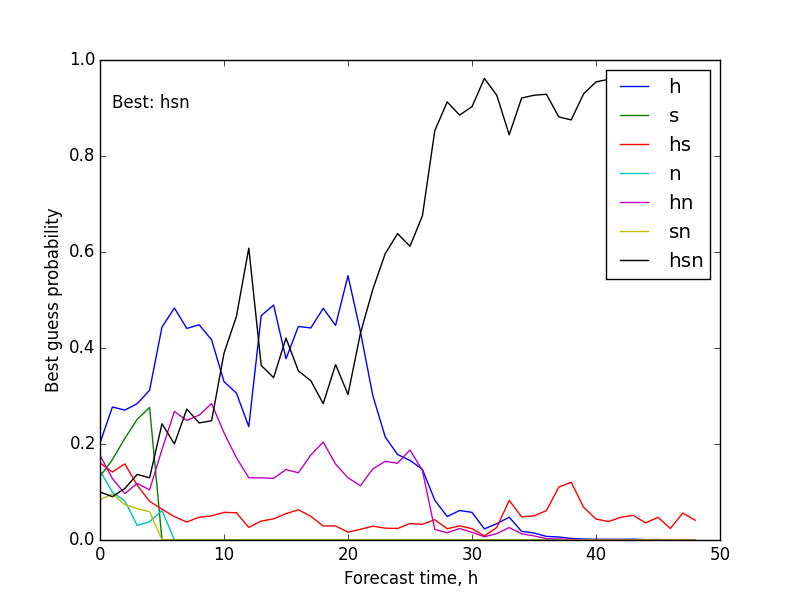 1.0
Best: hsn
h
s
hs
n
hn
sn
hsn
0.8
0.6
0.4
0.2
0.0
Best guess probability
0 10 20 30 40 50
Forecast time, h